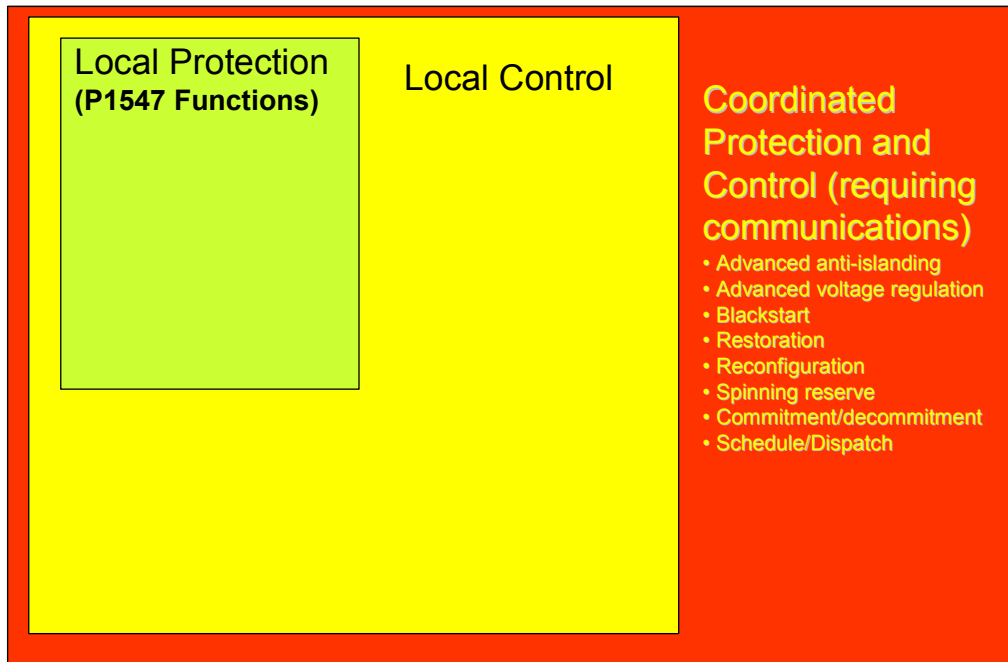 Local Protection
(P1547 Functions)
Local Control
Coordinated
Protection and
Control (requiring
communications)
• Advanced anti-islanding
• Advanced voltage regulation
• Blackstart
• Restoration
• Reconfiguration
• Spinning reserve
• Commitment/decommitment
• Schedule/Dispatch